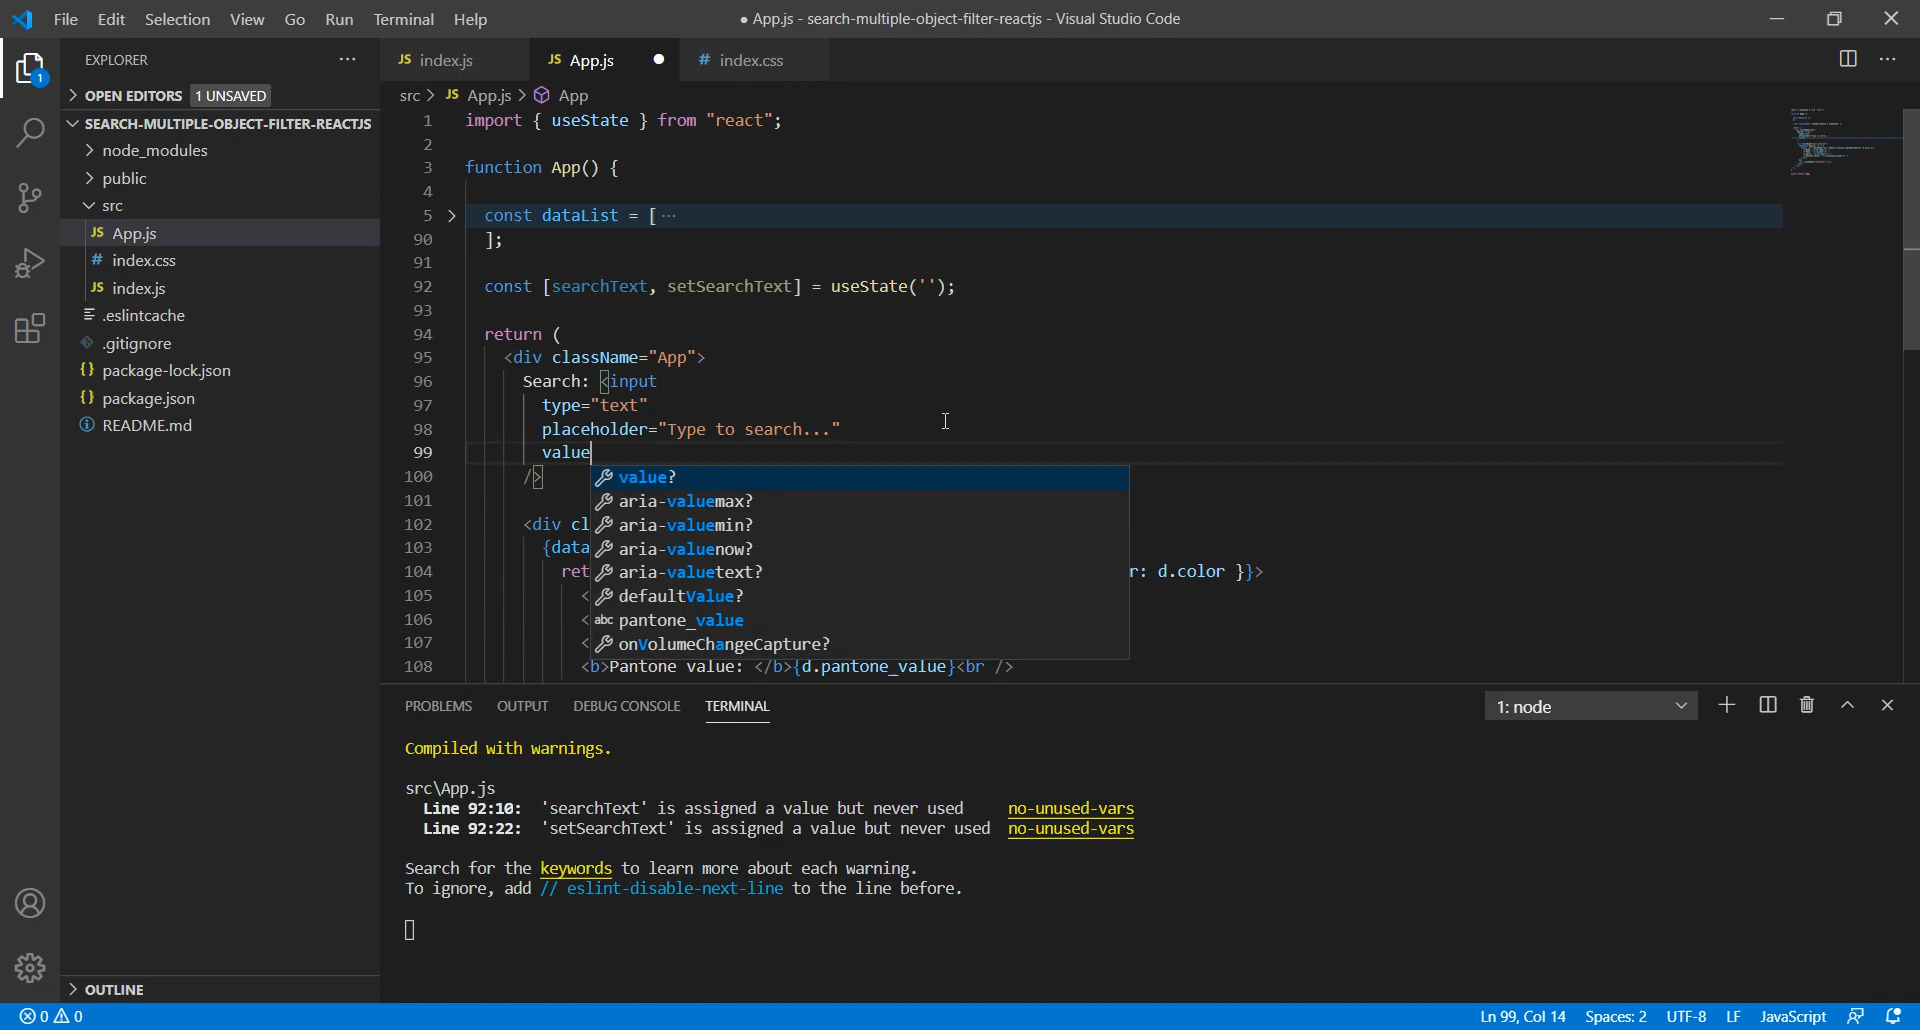 File Edit Selection View Go Run Terminal Help
● App.js - search-multiple-object-filter-reactjs - Visual Studio Code
EXPLORER ···
1
OPEN EDITORS 1 UNSAVED
SEARCH-MULTIPLE-OBJECT-FILTER-REACTJS
node_modules
public
src
JS App.js
# index.css
JS index.js
.eslintcache
.gitignore
{} package-lock.json
{} package.json
README.md
OUTLINE
JS index.js
JS App.js ●
# index.css
src > JS App.js > App
1 import { useState } from "react";
2
3 function App() {
4
5 const dataList = [ ···
90 ];
91
92 const [searchText, setSearchText] = useState('');
93
94 return (
95 <div className="App">
96 Search: <input
97 type="text"
98 placeholder="Type to search..."
99 value
100 />
101
102 <div cl
103 {data
104 ret r: d.color }}>
105 <
106 <
107 <
108 <b>Pantone value: </b>{d.pantone_value}<br />
value?
aria-valuemax?
aria-valuemin?
aria-valuenow?
aria-valuetext?
defaultValue?
abc pantone_value
onVolumeChangeCapture?
PROBLEMS OUTPUT DEBUG CONSOLE TERMINAL 1: node
Compiled with warnings.
src\App.js
Line 92:10: 'searchText' is assigned a value but never used no-unused-vars
Line 92:22: 'setSearchText' is assigned a value but never used no-unused-vars
Search for the keywords to learn more about each warning.
To ignore, add // eslint-disable-next-line to the line before.
0 0 Ln 99, Col 14 Spaces: 2 UTF-8 LF JavaScript